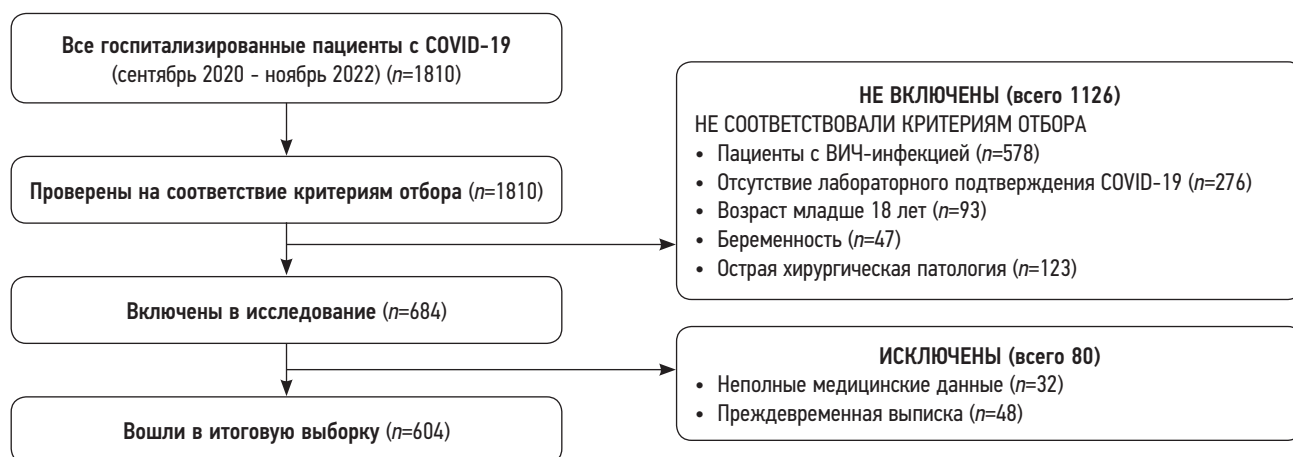 Все госпитализированные пациенты с COVID-19
(сентябрь 2020 - ноябрь 2022) (n=1810)
Проверены на соответствие критериям отбора (n=1810)
НЕ ВКЛЮЧЕНЫ (всего 1126)
НЕ СООТВЕТСТВОВАЛИ КРИТЕРИЯМ ОТБОРА
• Пациенты с ВИЧ-инфекцией (n=578)
• Отсутствие лабораторного подтверждения COVID-19 (n=276)
• Возраст младше 18 лет (n=93)
• Беременность (n=47)
• Острая хирургическая патология (n=123)
Включены в исследование (n=684)
ИСКЛЮЧЕНЫ (всего 80)
• Неполные медицинские данные (n=32)
• Преждевременная выписка (n=48)
Вошли в итоговую выборку (n=604)